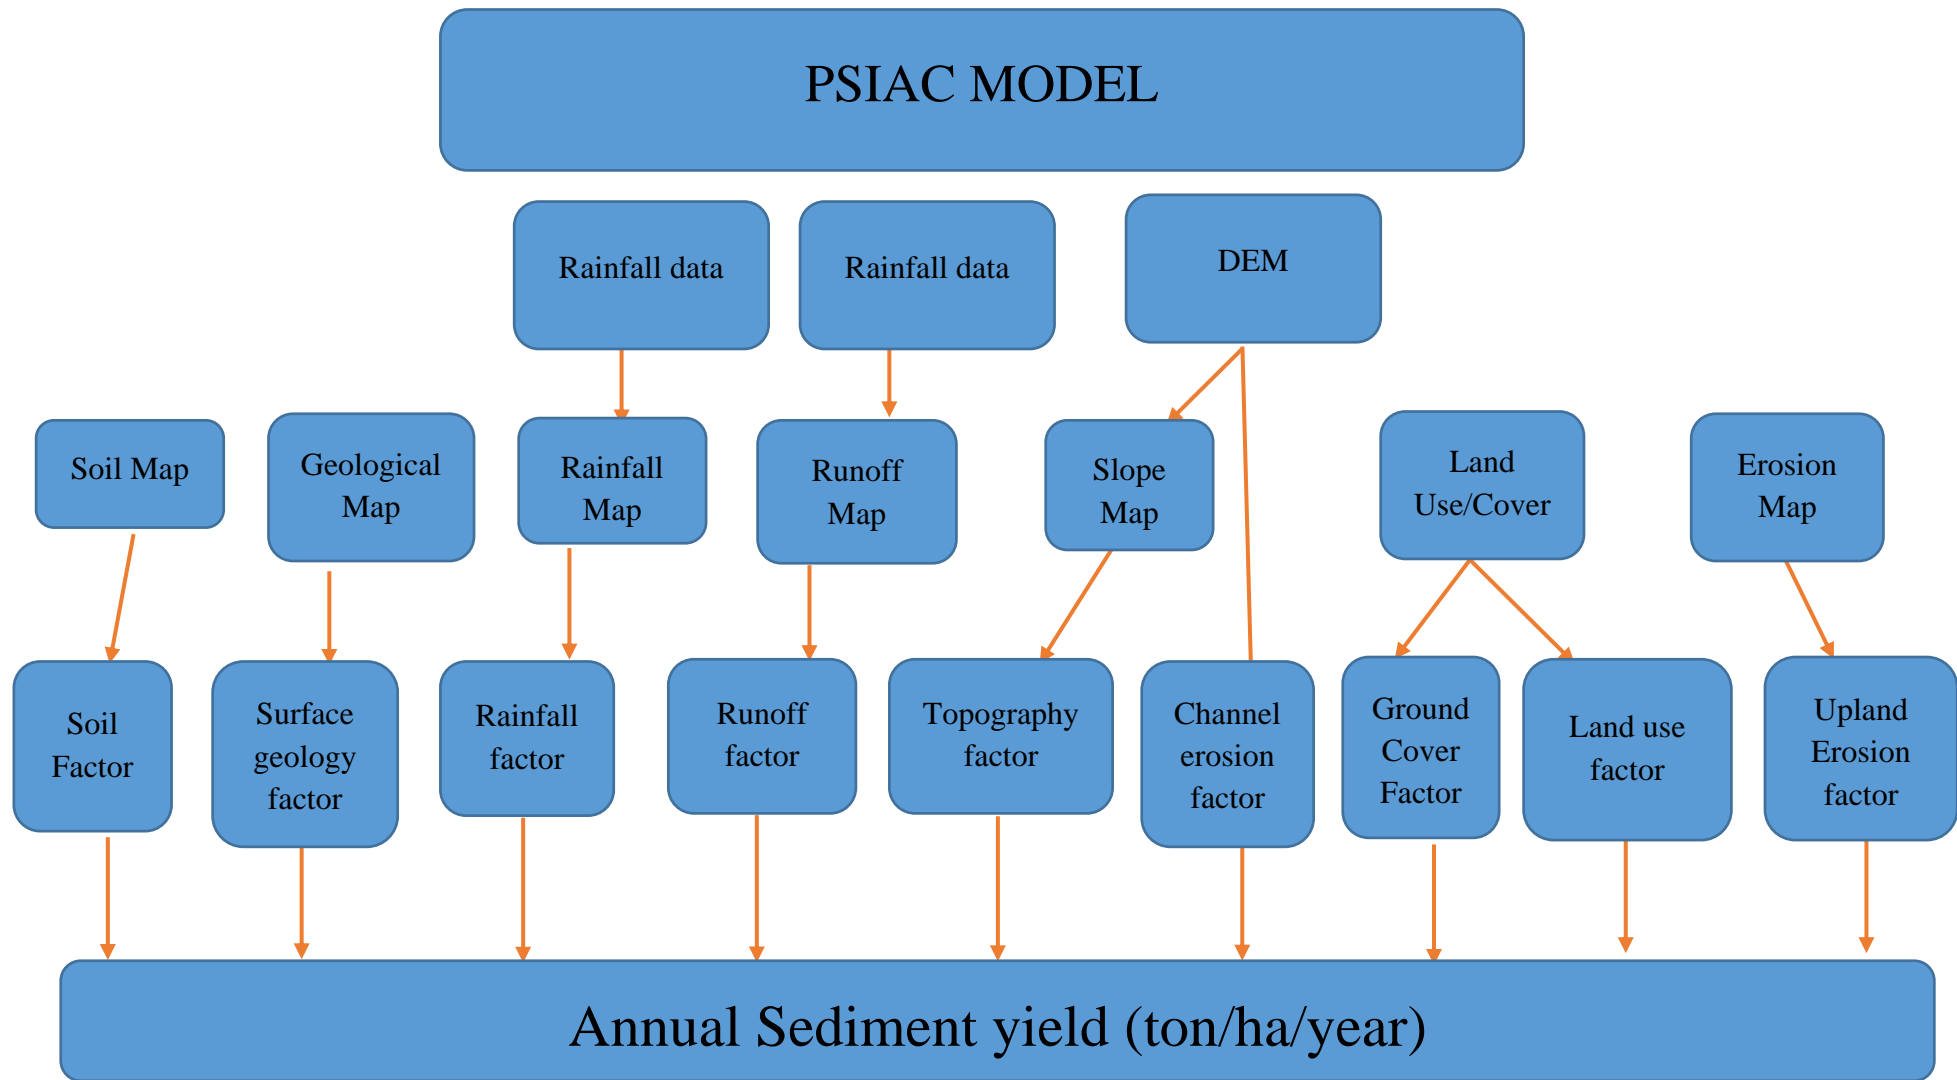 PSIAC MODEL
Rainfall data
Rainfall data
DEM
Soil Map
Geological
Map
Rainfall
Map
Runoff
Map
Slope
Map
Land
Use/Cover
Erosion
Map
Soil
Factor
Surface
geology
factor
Rainfall
factor
Runoff
factor
Topography
factor
Channel
erosion
factor
Ground
Cover
Factor
Land use
factor
Upland
Erosion
factor
Annual Sediment yield (ton/ha/year)